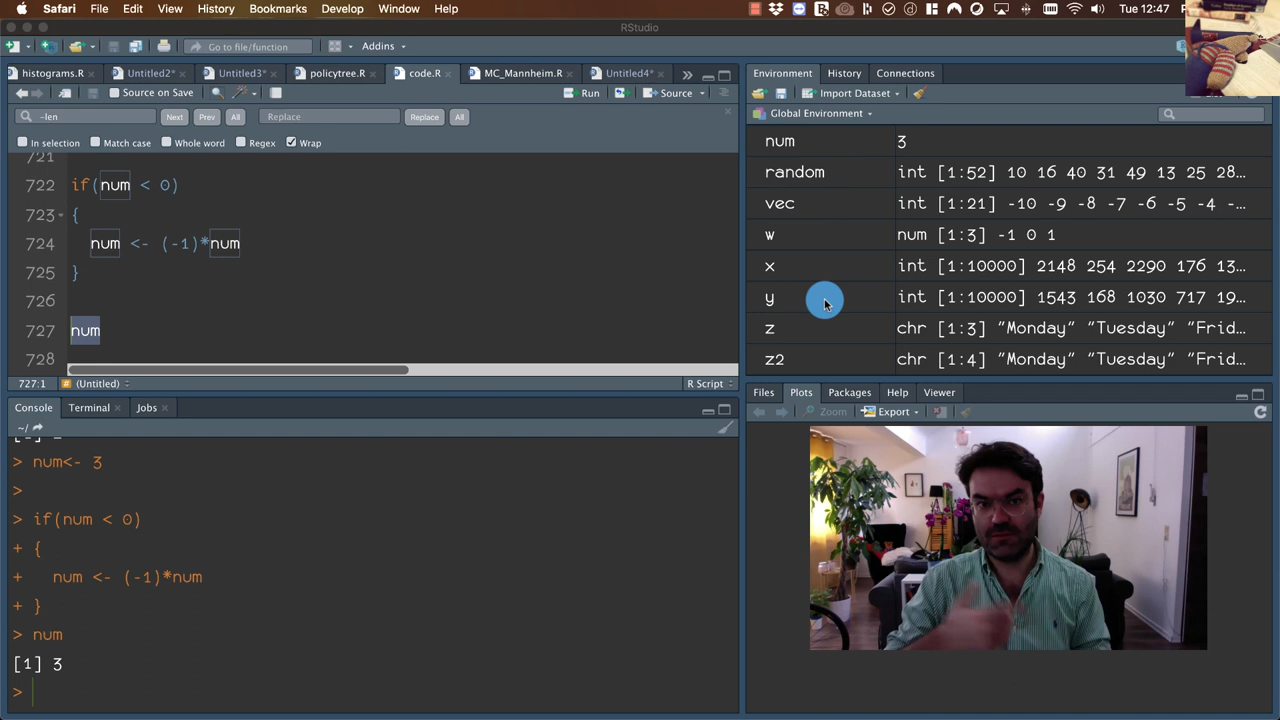 Safari File Edit View History Bookmarks Develop Window Help Tue 12:47
RStudio
Go to file/function Addins
histograms.R Untitled2* Untitled3* policytree.R code.R MC_Mannheim.R Untitled4*
Source on Save Run Source
-len Next Prev All Replace Replace All
In selection Match case Whole word Regex Wrap
721
722 if(num < 0)
723 {
724 num <- (-1)*num
725 }
726
727 num
728
727:1 (Untitled) R Script
Console Terminal Jobs
~/
> num<- 3
>
> if(num < 0)
+ {
+ num <- (-1)*num
+ }
> num
[1] 3
>
Environment History Connections
Import Dataset
Global Environment
num 3
random int [1:52] 10 16 40 31 49 13 25 28...
vec int [1:21] -10 -9 -8 -7 -6 -5 -4 -...
w num [1:3] -1 0 1
x int [1:10000] 2148 254 2290 176 13...
y int [1:10000] 1543 168 1030 717 19...
z chr [1:3] "Monday" "Tuesday" "Frid...
z2 chr [1:4] "Monday" "Tuesday" "Frid...
Files Plots Packages Help Viewer
Zoom Export